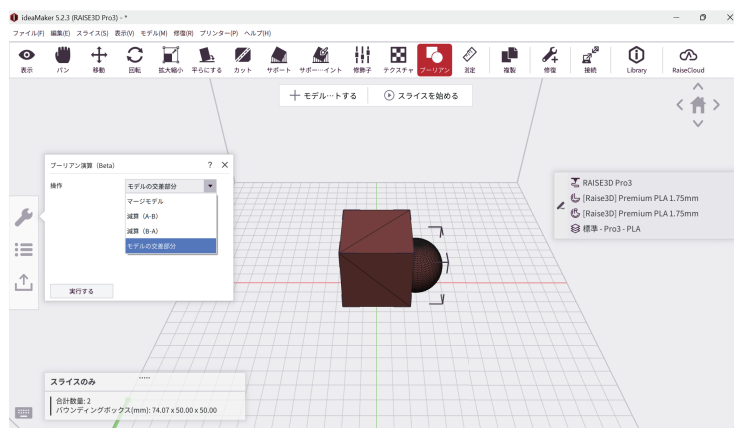 ideaMaker 5.2.3 (RAISE3D Pro3) - *
ファイル(F) 編集(E) スライス(S) 表示(V) モデル(M) 修復(R) プリンター(P) ヘルプ(H)
表示 パン 移動 回転 拡大縮小 平らにする カット サポート サポー…イント 修飾子 テクスチャ ブーリアン 測定 複製 修復 接続 Library RaiseCloud
モデル…トする スライスを始める
ブーリアン演算 (Beta) ? ×
操作 モデルの交差部分
マージモデル
減算 (A-B)
減算 (B-A)
モデルの交差部分
実行する
RAISE3D Pro3
[Raise3D] Premium PLA 1.75mm
[Raise3D] Premium PLA 1.75mm
標準 - Pro3 - PLA
スライスのみ
合計数量: 2
バウンディングボックス(mm): 74.07 x 50.00 x 50.00